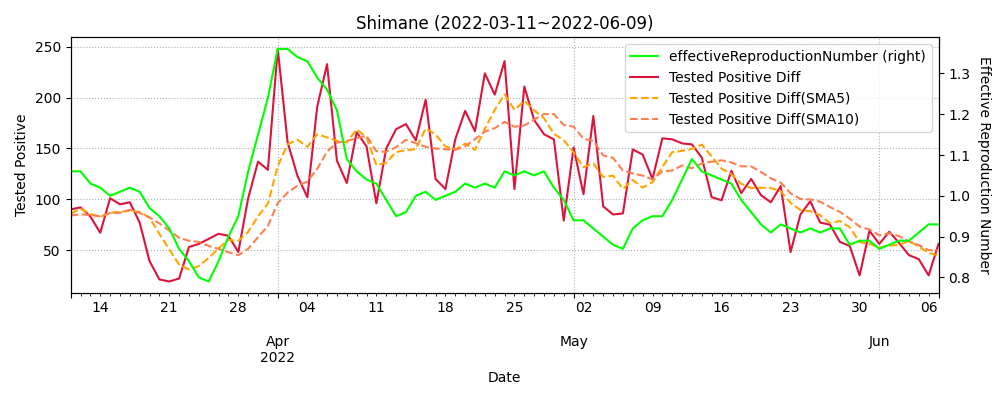 Shimane (2022-03-11~2022-06-09)
effectiveReproductionNumber (right)
Tested Positive Diff
Tested Positive Diff(SMA5)
Tested Positive Diff(SMA10)
Tested Positive
250
200
150
100
50
Effective Reproduction Number
1.3
1.2
1.1
1.0
0.9
0.8
14 21 28 04 11 18 25 02 09 16 23 30 06
Apr May Jun
2022
Date